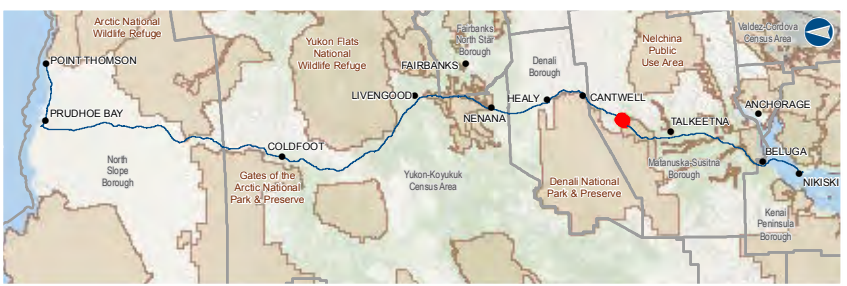 Arctic National
Wildlife Refuge
POINT THOMSON
PRUDHOE BAY
North
Slope
Borough
COLDFOOT
Gates of the
Arctic National
Park & Preserve
Yukon Flats
National
Wildlife Refuge
LIVENGOOD
Fairbanks
North Star
Borough
FAIRBANKS
NENANA
Yukon-Koyukuk
Census Area
Denali
Borough
HEALY
CANTWELL
Denali National
Park & Preserve
Nelchina
Public
Use Area
TALKEETNA
Matanuska-Susitna
Borough
Valdez-Cordova
Census Area
ANCHORAGE
BELUGA
NIKISKI
Kenai
Peninsula
Borough